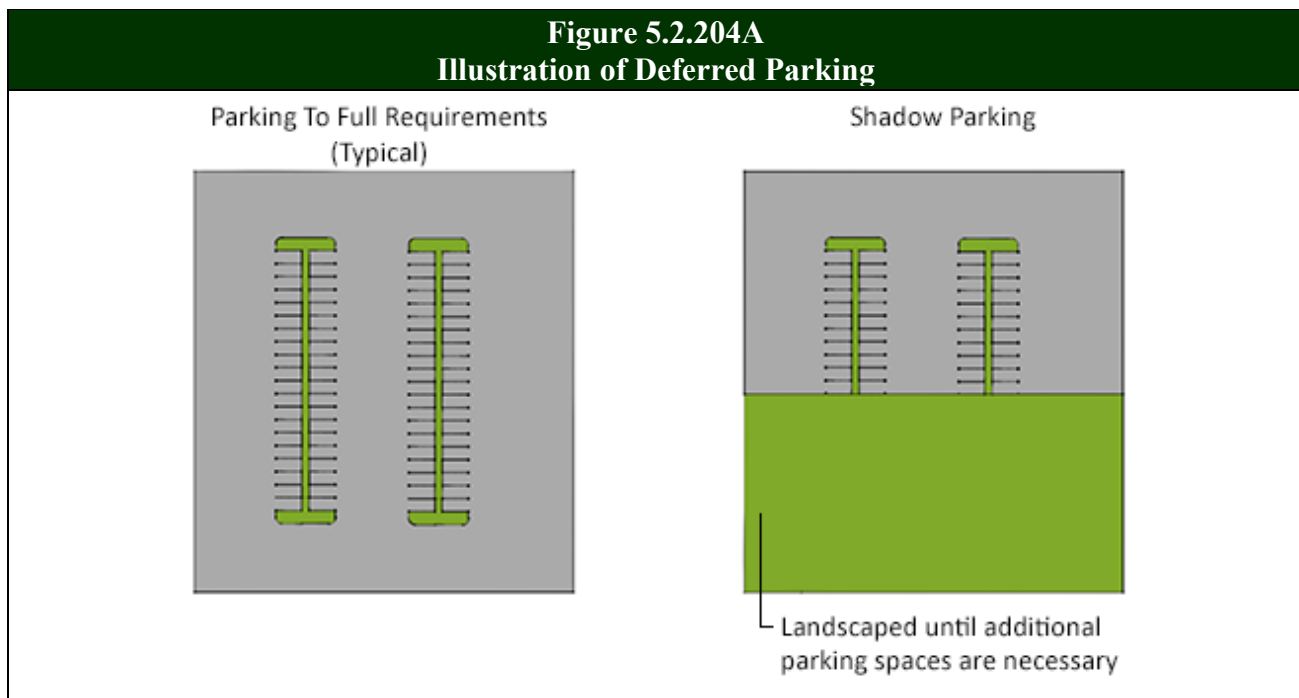 Figure 5.2.204A
Illustration of Deferred Parking
Parking To Full Requirements
(Typical)
Shadow Parking
Landscaped until additional
parking spaces are necessary